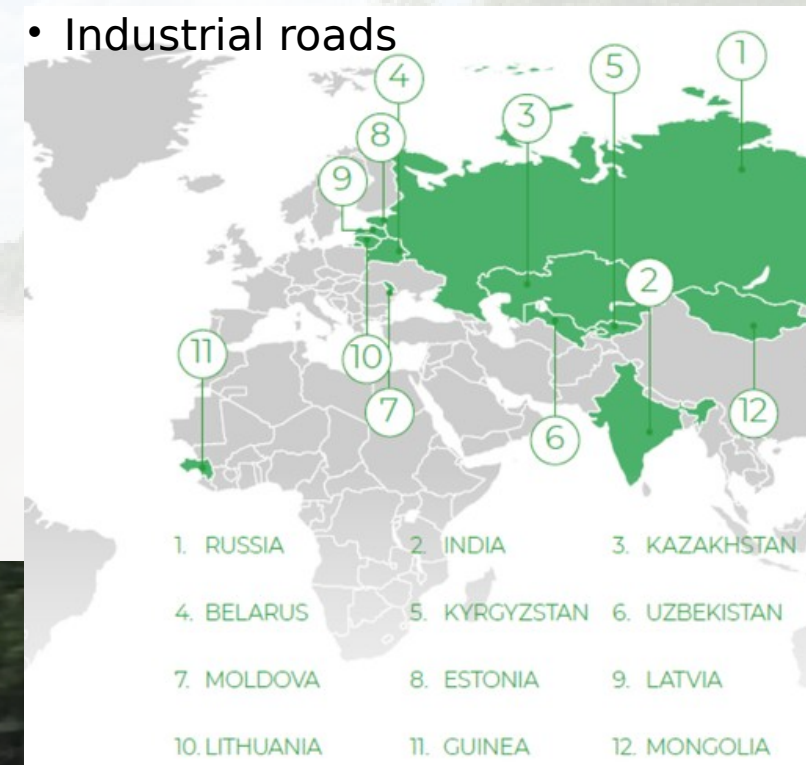 • Industrial roads
1
5
4
3
8
9
2
11
10
7
12
6
1. RUSSIA 2. INDIA 3. KAZAKHSTAN
4. BELARUS 5. KYRGYZSTAN 6. UZBEKISTAN
7. MOLDOVA 8. ESTONIA 9. LATVIA
10. LITHUANIA 11. GUINEA 12. MONGOLIA